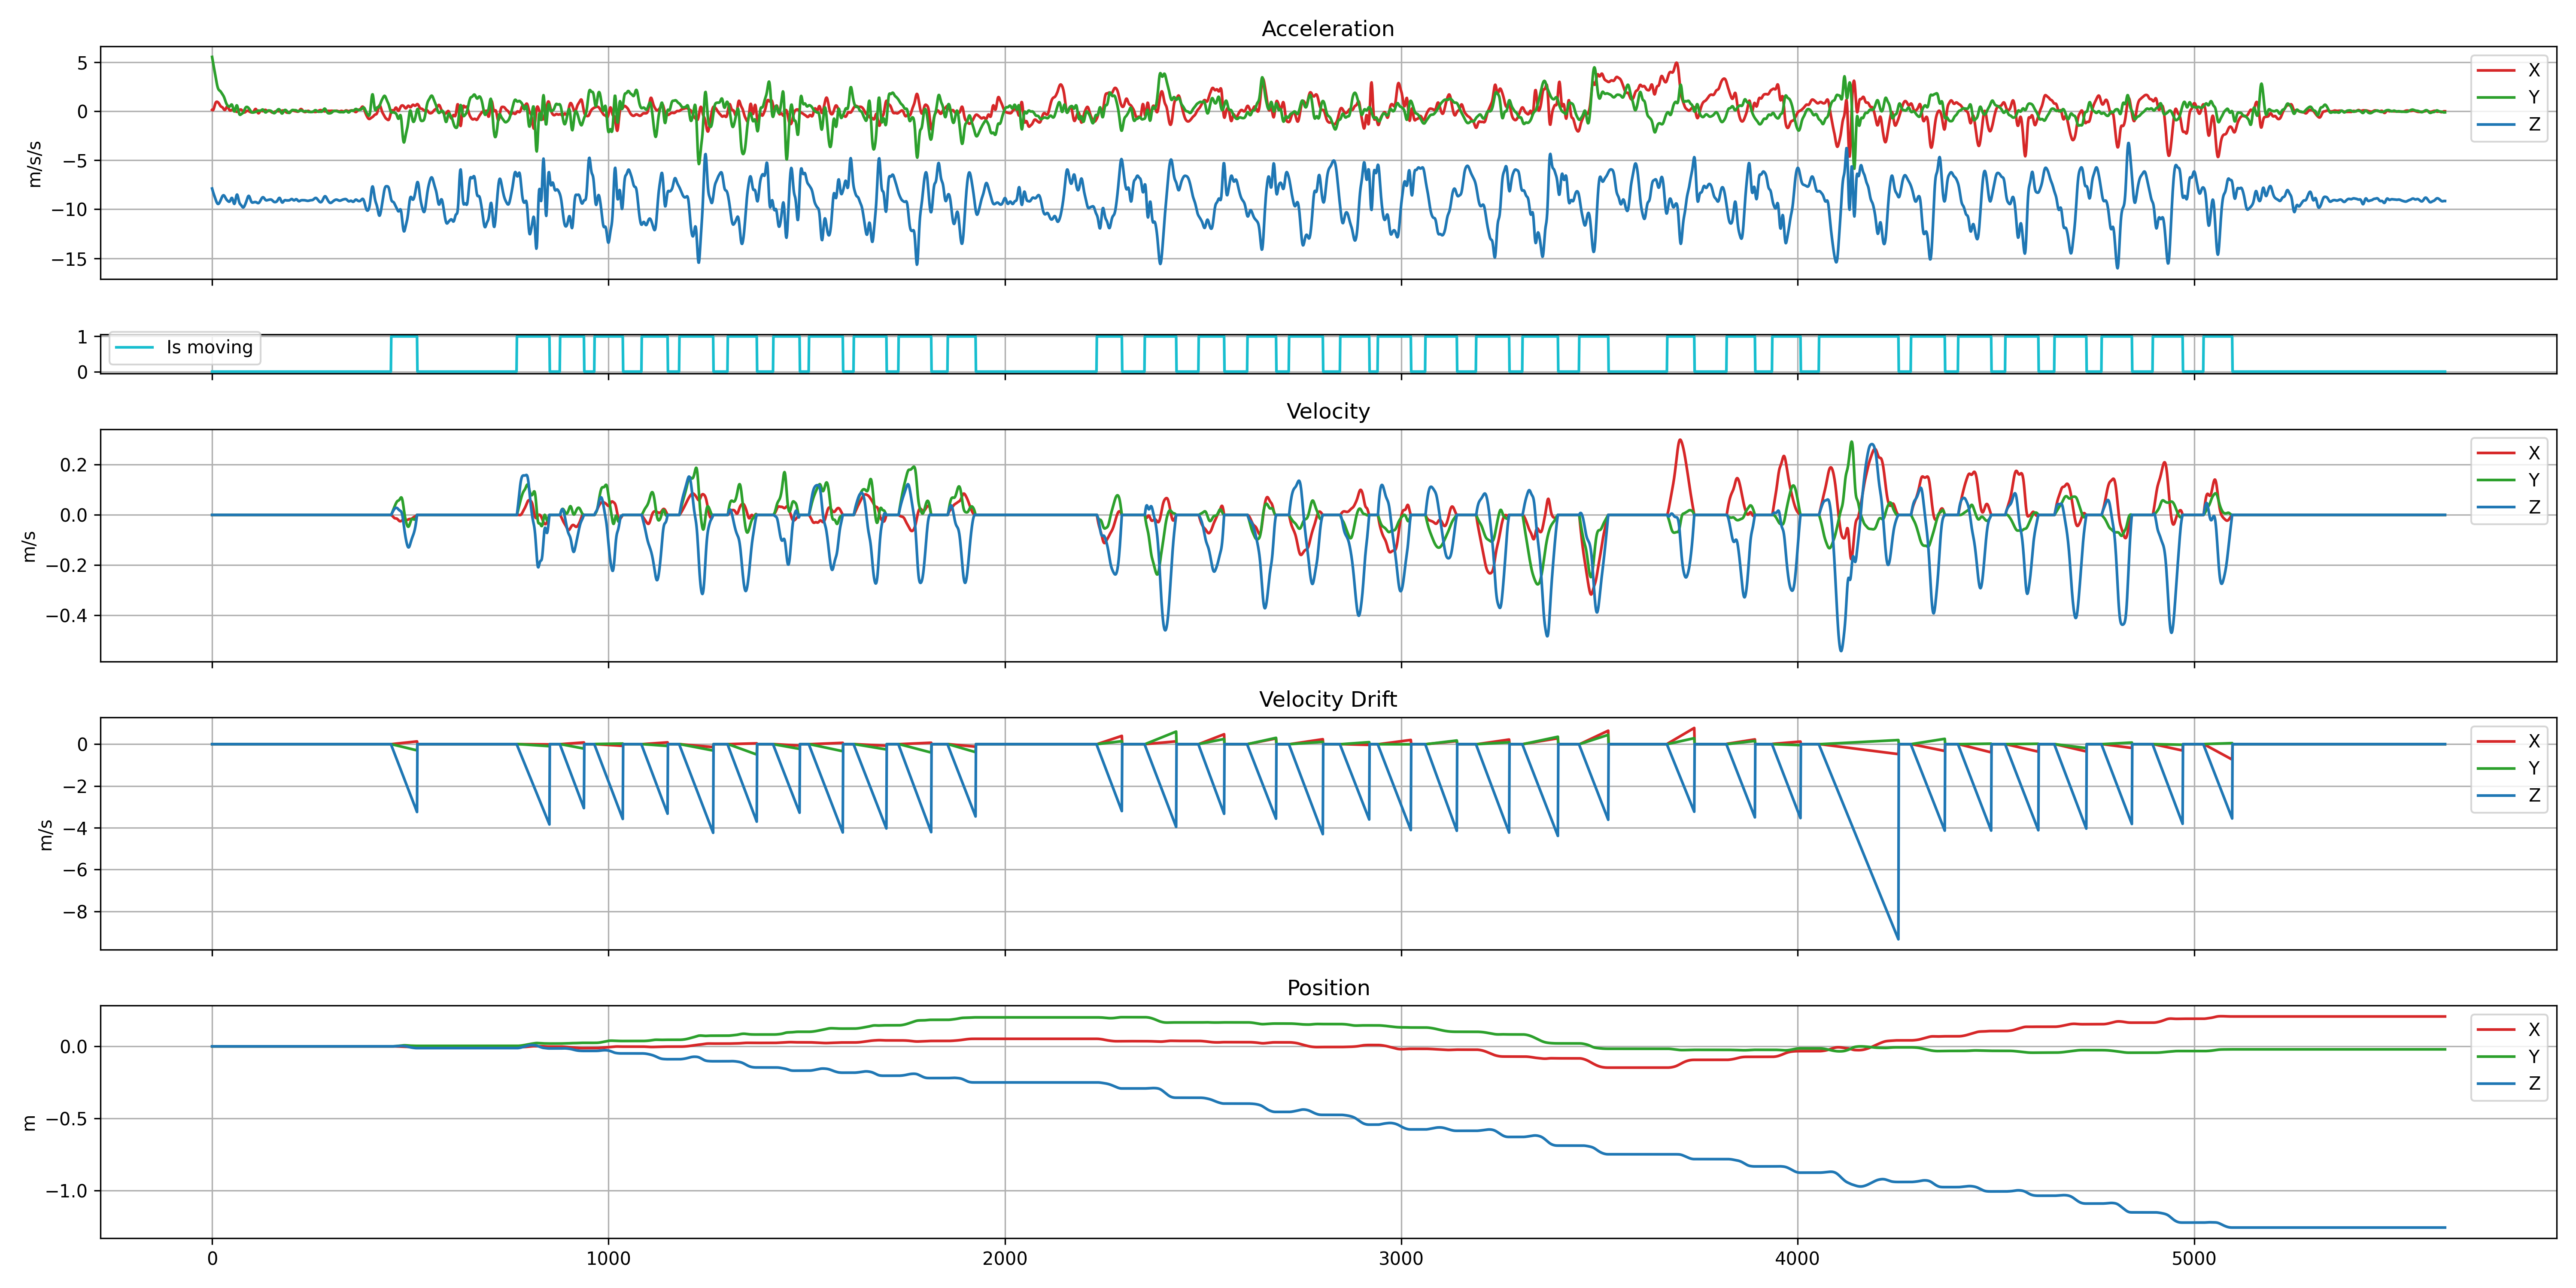 Acceleration
m/s/s
5
0
−5
−10
−15
X
Y
Z
1
0
Is moving
Velocity
m/s
0.2
0.0
−0.2
−0.4
X
Y
Z
Velocity Drift
m/s
0
−2
−4
−6
−8
X
Y
Z
Position
m
0.0
−0.5
−1.0
X
Y
Z
0 1000 2000 3000 4000 5000